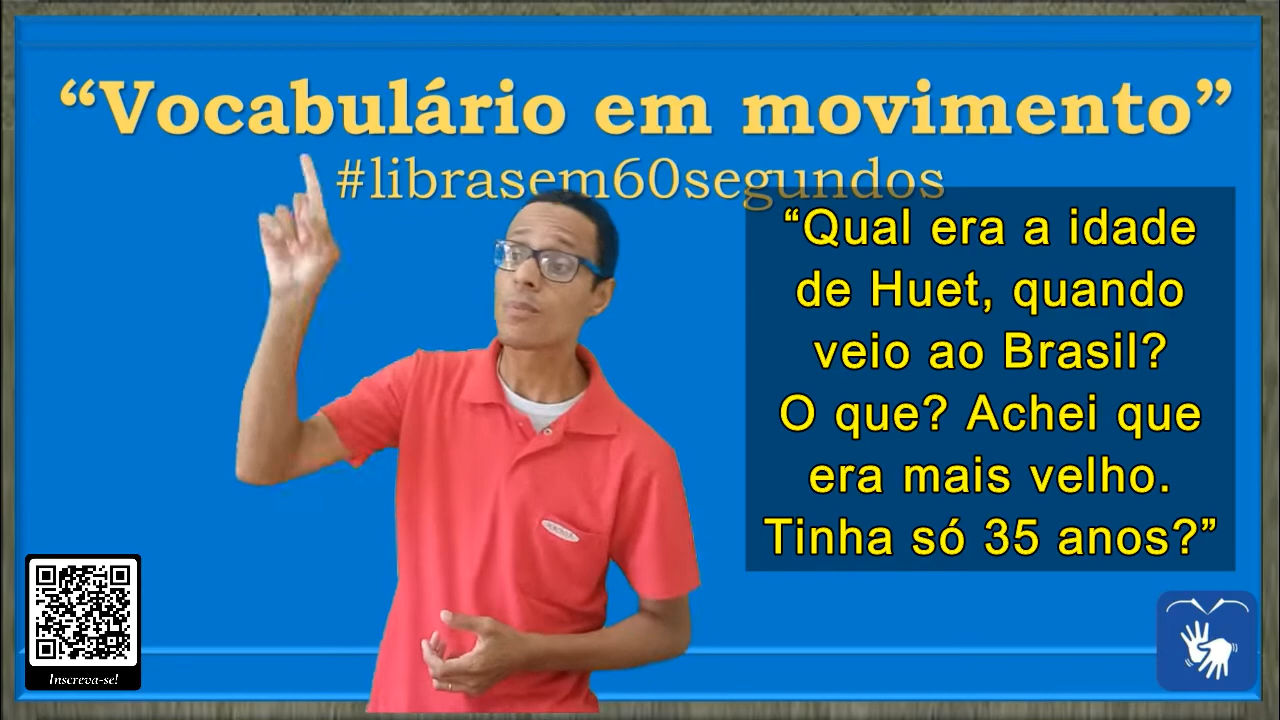 “Vocabulário em movimento”
#librasem60segundos
“Qual era a idade
de Huet, quando
veio ao Brasil?
O que? Achei que
era mais velho.
Tinha só 35 anos?”
Inscreva-se!